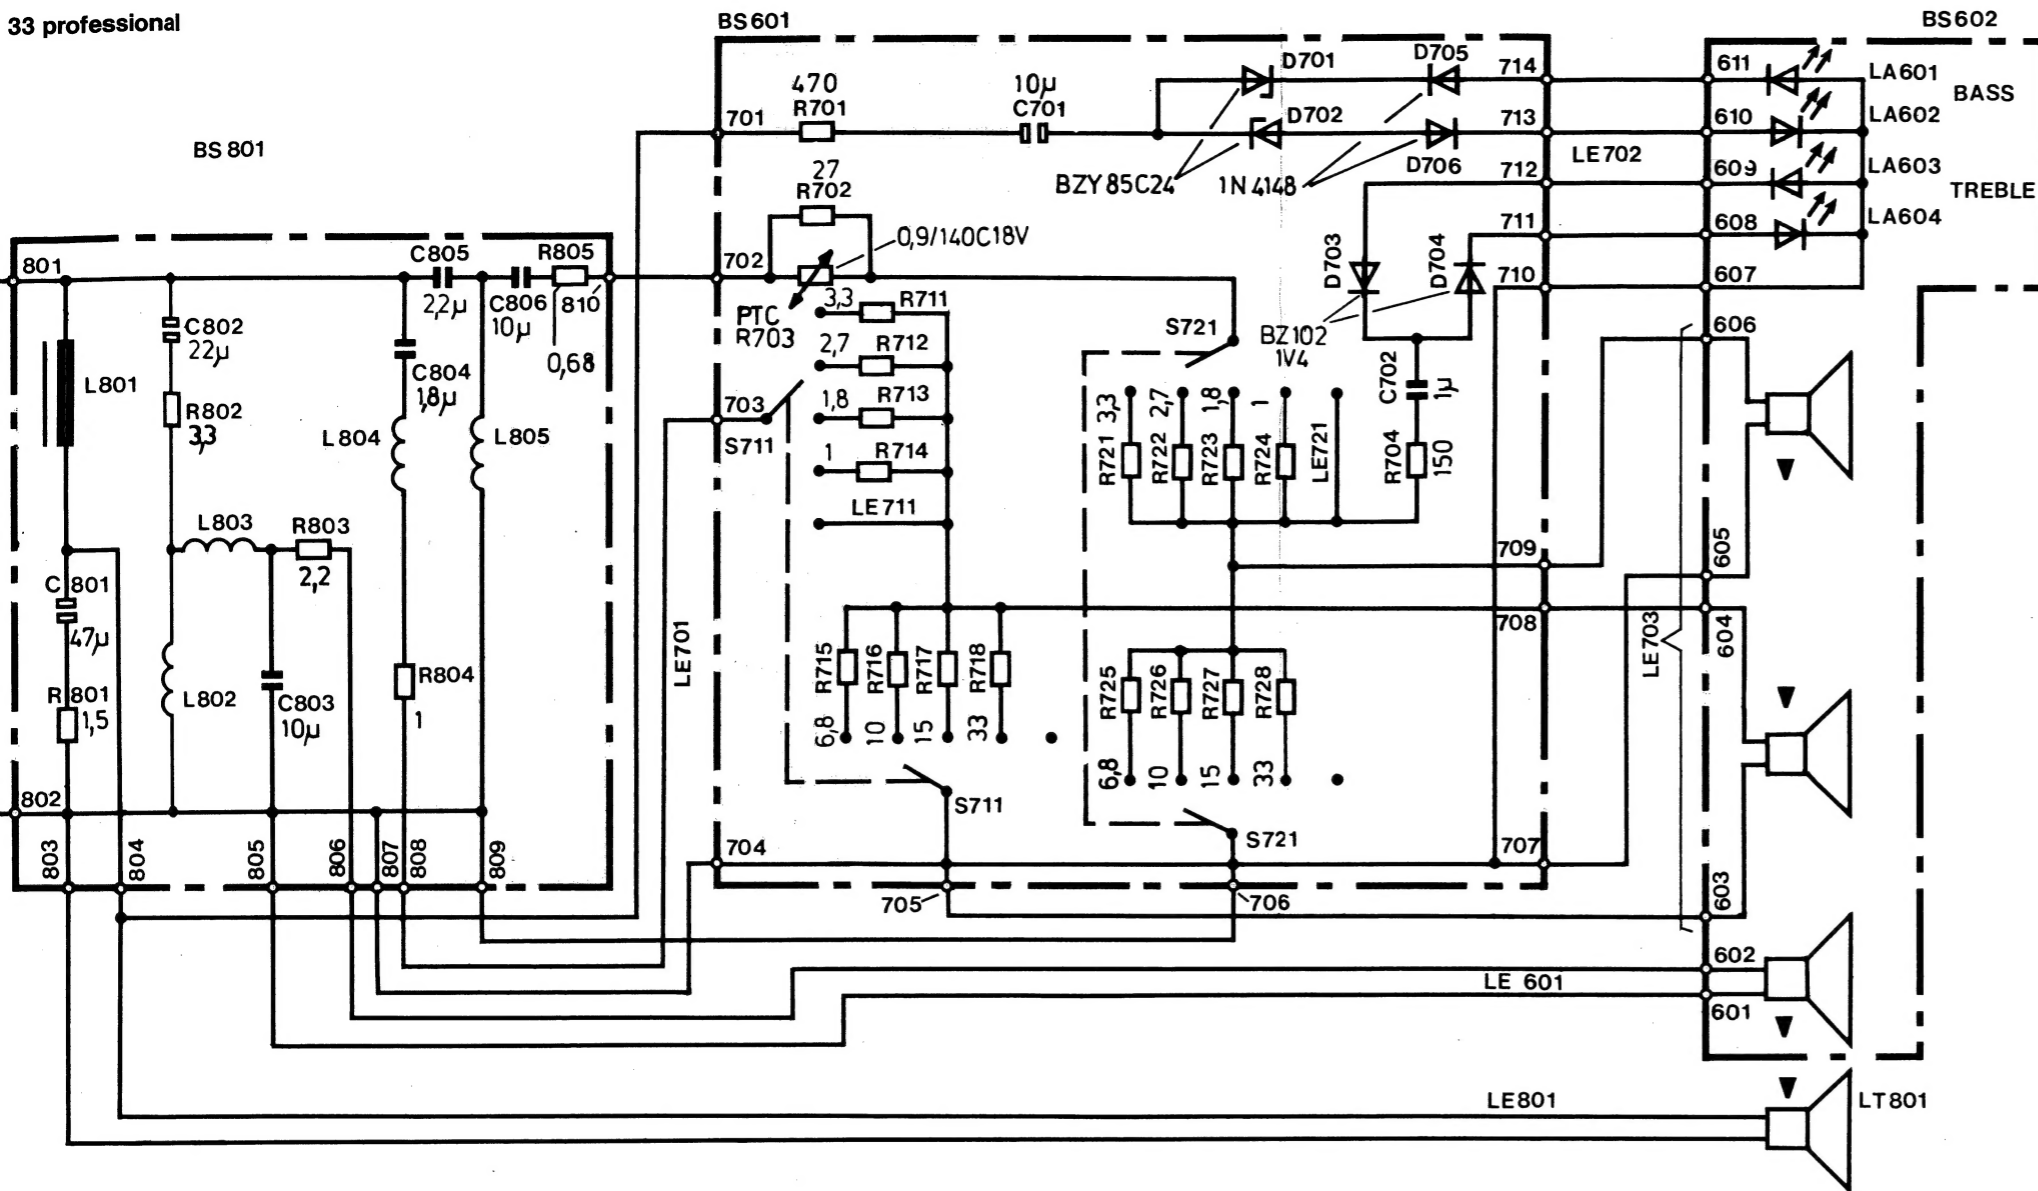 33 professional
BS601
BS602
BS801
470
R701
701
10µ
C701
D701
D705
714
611
LA601
BASS
D702
713
610
LA602
BZY85C24
1N4148
D706
LE702
712
609
LA603
TREBLE
711
608
LA604
27
R702
0,9/140C18V
702
PTC
R703
D703
D704
710
607
BZ102
1V4
801
C805
2,2µ
C806
10µ
R805
810
0,68
C802
22µ
R802
3,3
L801
C804
1,8µ
L804
L805
3,3
R711
2,7
R712
1,8
R713
1
R714
LE711
703
S711
S721
606
3,3
R721
2,7
R722
1,8
R723
1
R724
LE721
C702
1µ
R704
150
L803
R803
2,2
C801
47µ
R801
1,5
L802
C803
10µ
R804
1
LE701
709
708
605
604
LE703
R715
6,8
R716
10
R717
15
R718
33
R725
6,8
R726
10
R727
15
R728
33
S711
S721
802
803
804
805
806
807
808
809
704
707
705
706
603
602
LE 601
601
LE801
LT801